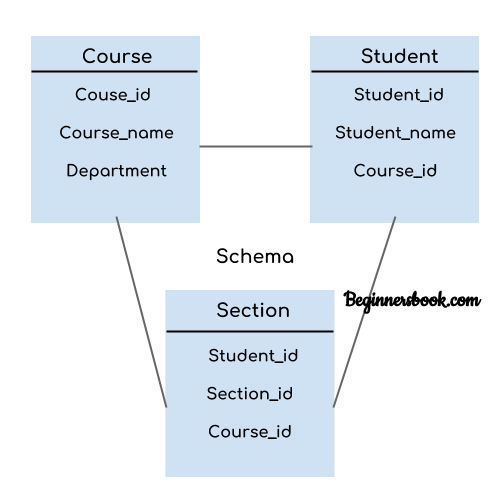 Course
Couse_id
Course_name
Department
Student
Student_id
Student_name
Course_id
Schema
Beginnersbook.com
Section
Student_id
Section_id
Course_id